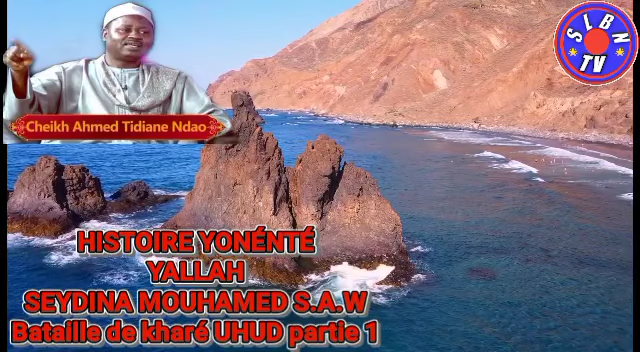 SLBN
TV
Cheikh Ahmed Tidiane Ndao
HISTOIRE YONÉNTÉ
YALLAH
SEYDINA MOUHAMED S.A.W
Bataille de kharé UHUD partie 1